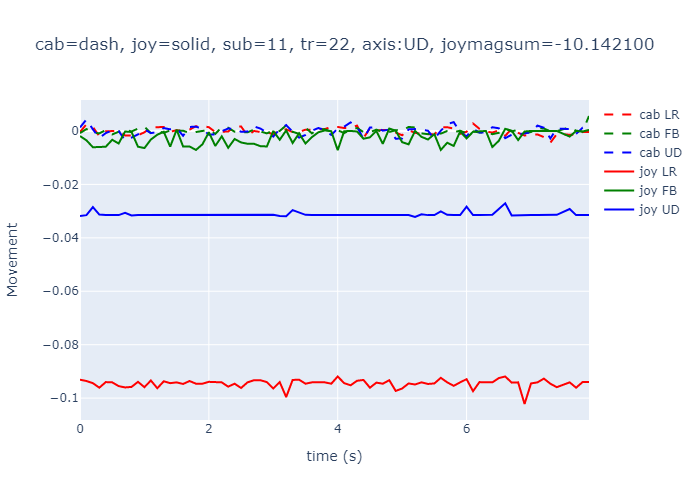 cab=dash, joy=solid, sub=11, tr=22, axis:UD, joymagsum=-10.142100
cab LR
cab FB
cab UD
joy LR
joy FB
joy UD
0
−0.02
−0.04
−0.06
−0.08
−0.1
Movement
0
2
4
6
time (s)